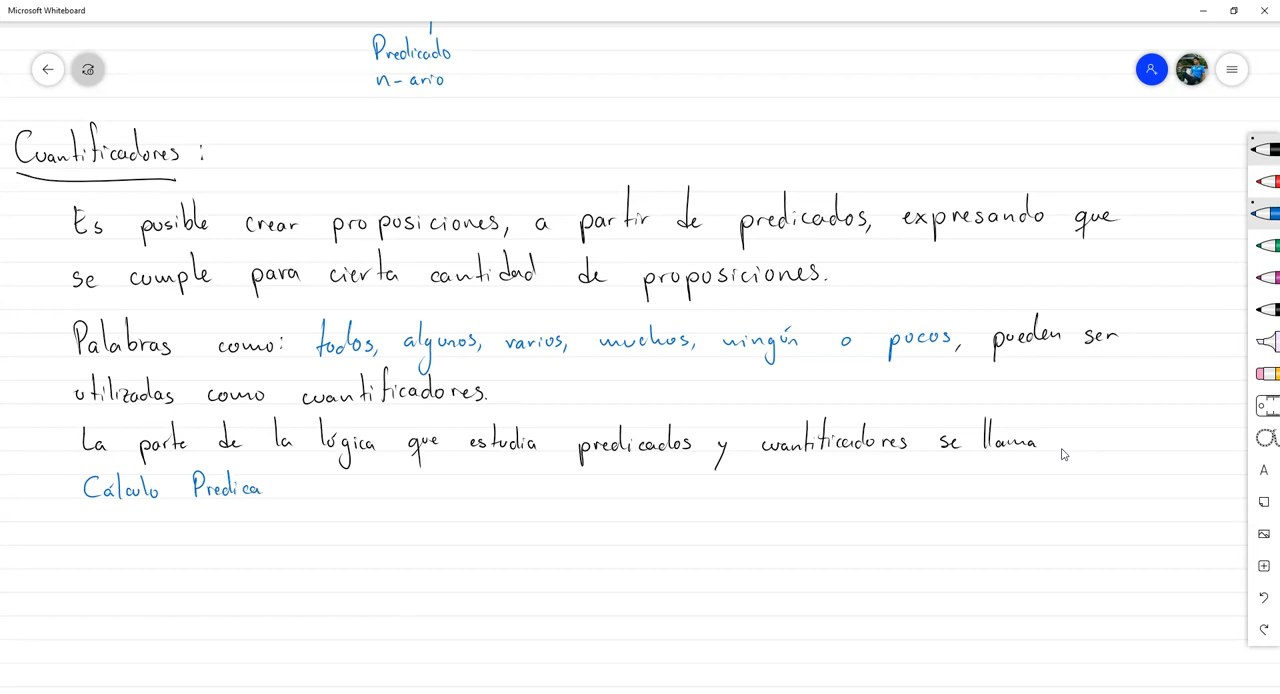 Microsoft Whiteboard
Predicado
n-ario
Cuantificadores:
Es posible crear proposiciones, a partir de predicados, expresando que
se cumple para cierta cantidad de proposiciones.
Palabras como: todos, algunos, varios, muchos, ningún o pocos, pueden ser
utilizadas como cuantificadores.
La parte de la lógica que estudia predicados y cuantificadores se llama
Cálculo Predica
A